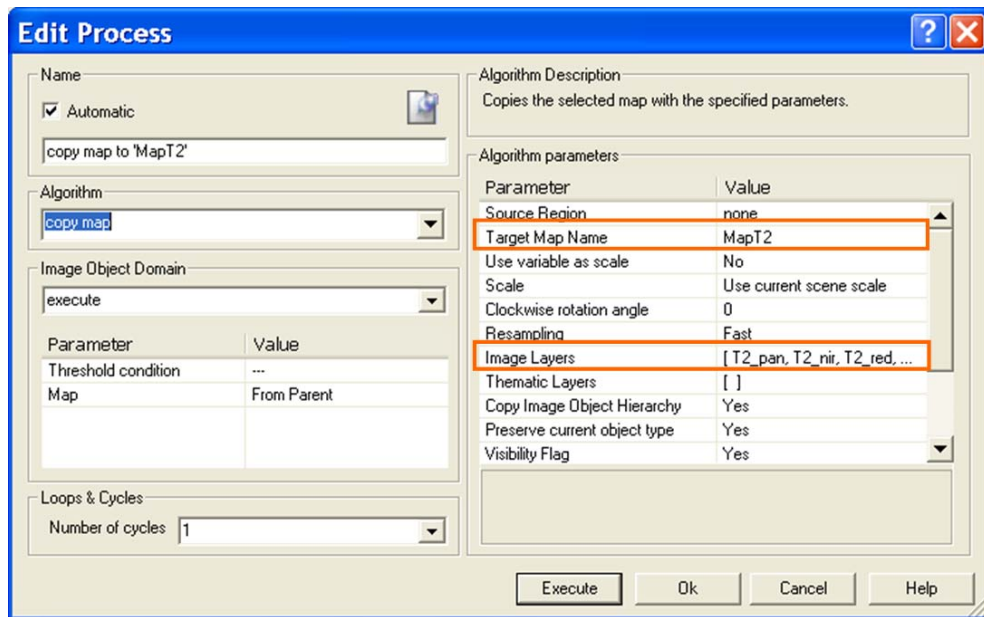 Edit Process
Name
Automatic
copy map to 'MapT2'
Algorithm
copy map
Image Object Domain
execute
Parameter Value
Threshold condition ---
Map From Parent
Loops & Cycles
Number of cycles 1
Algorithm Description
Copies the selected map with the specified parameters.
Algorithm parameters
Parameter Value
Source Region none
Target Map Name MapT2
Use variable as scale No
Scale Use current scene scale
Clockwise rotation angle 0
Resampling Fast
Image Layers [ T2_pan, T2_nir, T2_red, ...
Thematic Layers [ ]
Copy Image Object Hierarchy Yes
Preserve current object type Yes
Visibility Flag Yes
Execute Ok Cancel Help